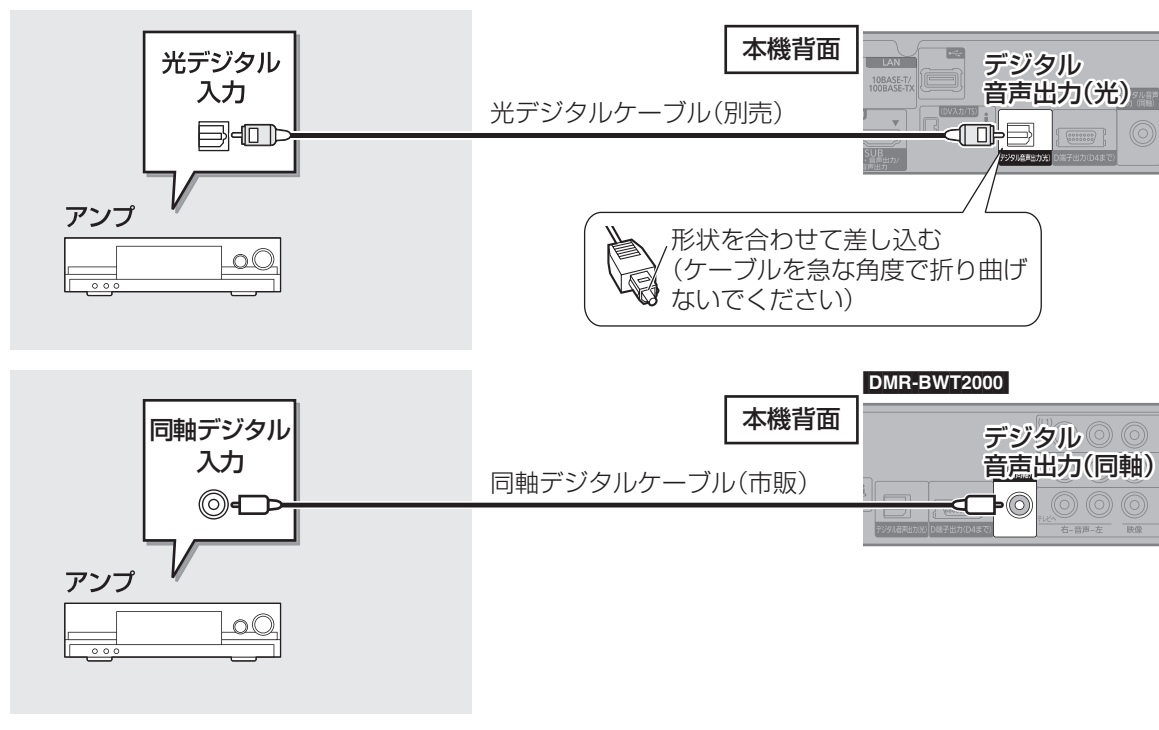 光デジタル
入力
アンプ
光デジタルケーブル（別売）
本機背面
LAN
10BASE-T/
100BASE-TX
デジタル
音声出力（光）
デジタル音声出力(光)
D端子出力(D4まで)
形状を合わせて差し込む
（ケーブルを急な角度で折り曲げ
ないでください）
同軸デジタル
入力
アンプ
同軸デジタルケーブル（市販）
DMR-BWT2000
本機背面
デジタル
音声出力（同軸）
デジタル音声出力(光)
D端子出力(D4まで)
右-音声-左
映像